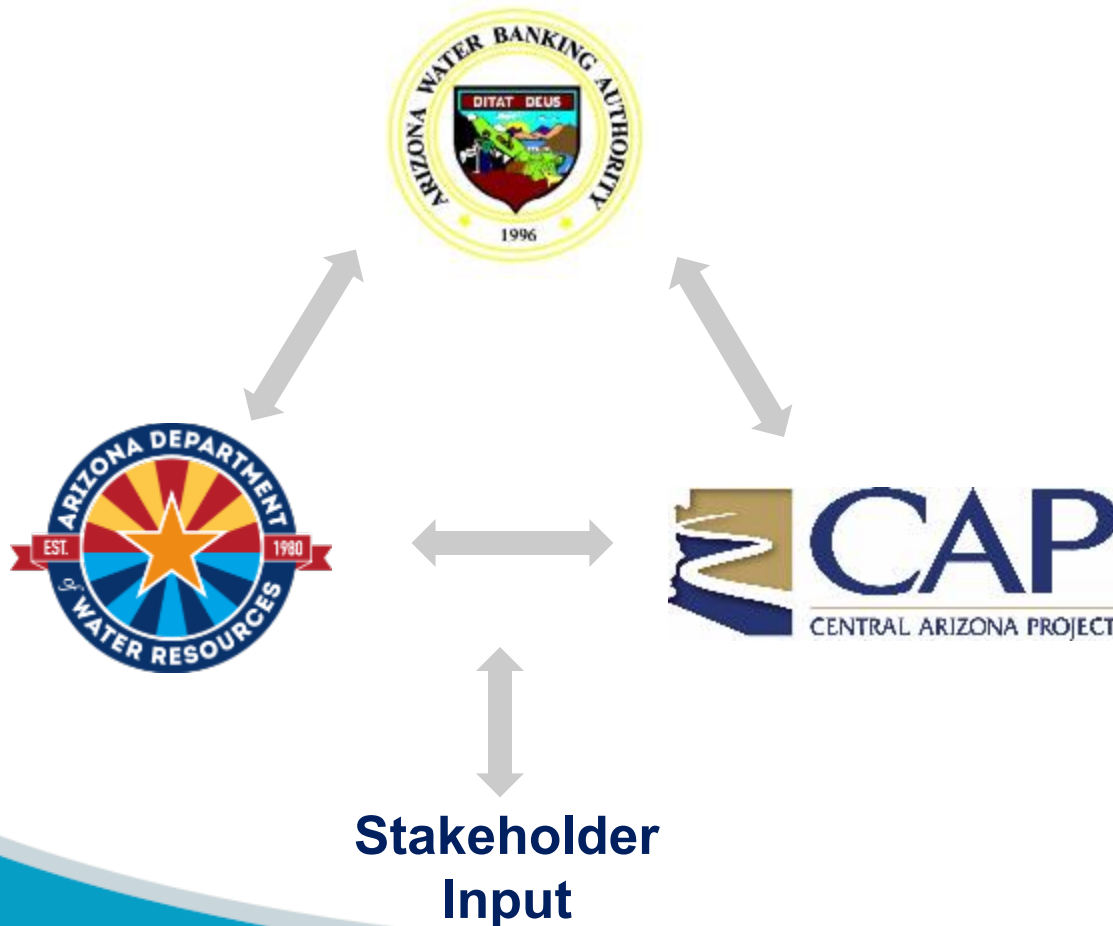 ARIZONA WATER BANKING AUTHORITY
DITAT DEUS
1996
ARIZONA DEPARTMENT
EST. 1980
of WATER RESOURCES
CAP
CENTRAL ARIZONA PROJECT
Stakeholder
Input